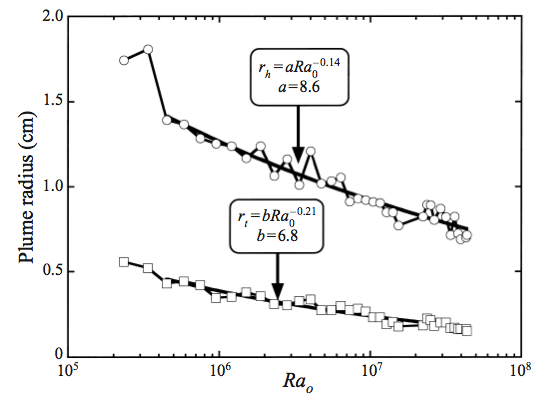 2.0
1.5
1.0
0.5
0
Plume radius (cm)
r_h = aRa_0^{-0.14}
a = 8.6
r_t = bRa_0^{-0.21}
b = 6.8
10^5
10^6
10^7
10^8
Ra_o